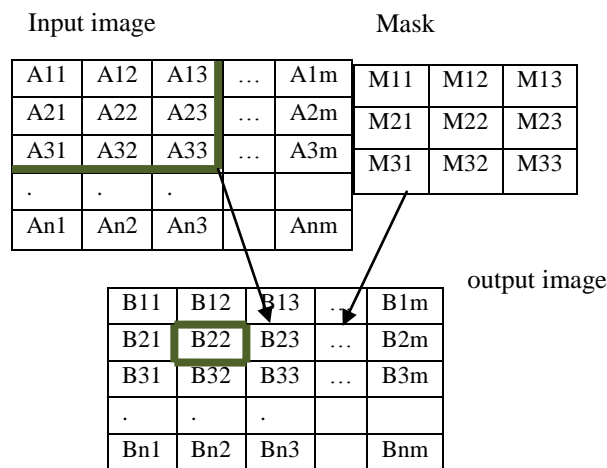 Input image
Mask
A11 A12 A13 … A1m
A21 A22 A23 … A2m
A31 A32 A33 … A3m
. . .
An1 An2 An3 Anm
M11 M12 M13
M21 M22 M23
M31 M32 M33
output image
B11 B12 B13 … B1m
B21 B22 B23 … B2m
B31 B32 B33 … B3m
. . .
Bn1 Bn2 Bn3 Bnm